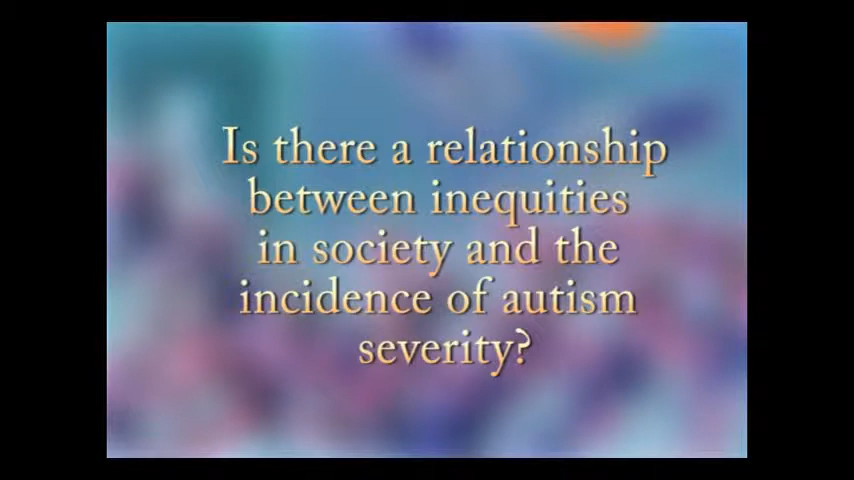 Is there a relationship
between inequities
in society and the
incidence of autism
severity?